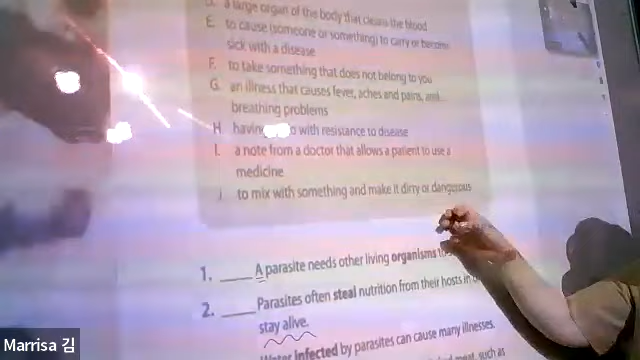 a large organ of the body that cleans the blood
E. to cause (someone or something) to carry or become
sick with a disease
F. to take something that does not belong to you
G. an illness that causes fever, aches and pains, and
breathing problems
H having to with resistance to disease
I. a note from a doctor that allows a patient to use a
medicine
J to mix with something and make it dirty or dangerous
1. ____ A parasite needs other living organisms
2. ____ Parasites often steal nutrition from their hosts in
stay alive.
Water infected by parasites can cause many illnesses.
such as
Marrisa 김